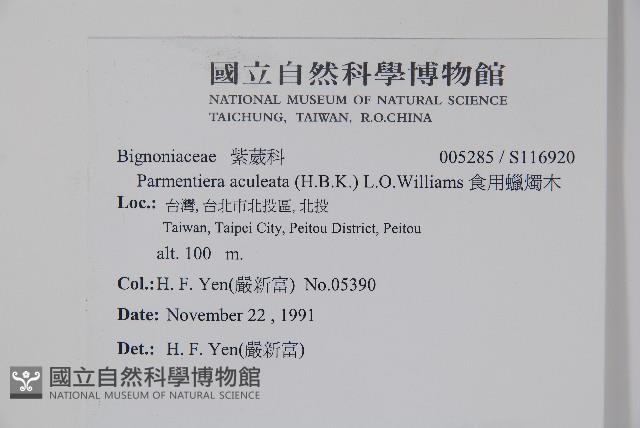 國立自然科學博物館
NATIONAL MUSEUM OF NATURAL SCIENCE
TAICHUNG, TAIWAN, R.O.CHINA
Bignoniaceae 紫葳科 005285 / S116920
Parmentiera aculeata (H.B.K.) L.O.Williams 食用蠟燭木
Loc.: 台灣, 台北市北投區, 北投
Taiwan, Taipei City, Peitou District, Peitou
alt. 100 m.
Col.: H. F. Yen(嚴新富) No.05390
Date: November 22 , 1991
Det.: H. F. Yen(嚴新富)
國立自然科學博物館
NATIONAL MUSEUM OF NATURAL SCIENCE